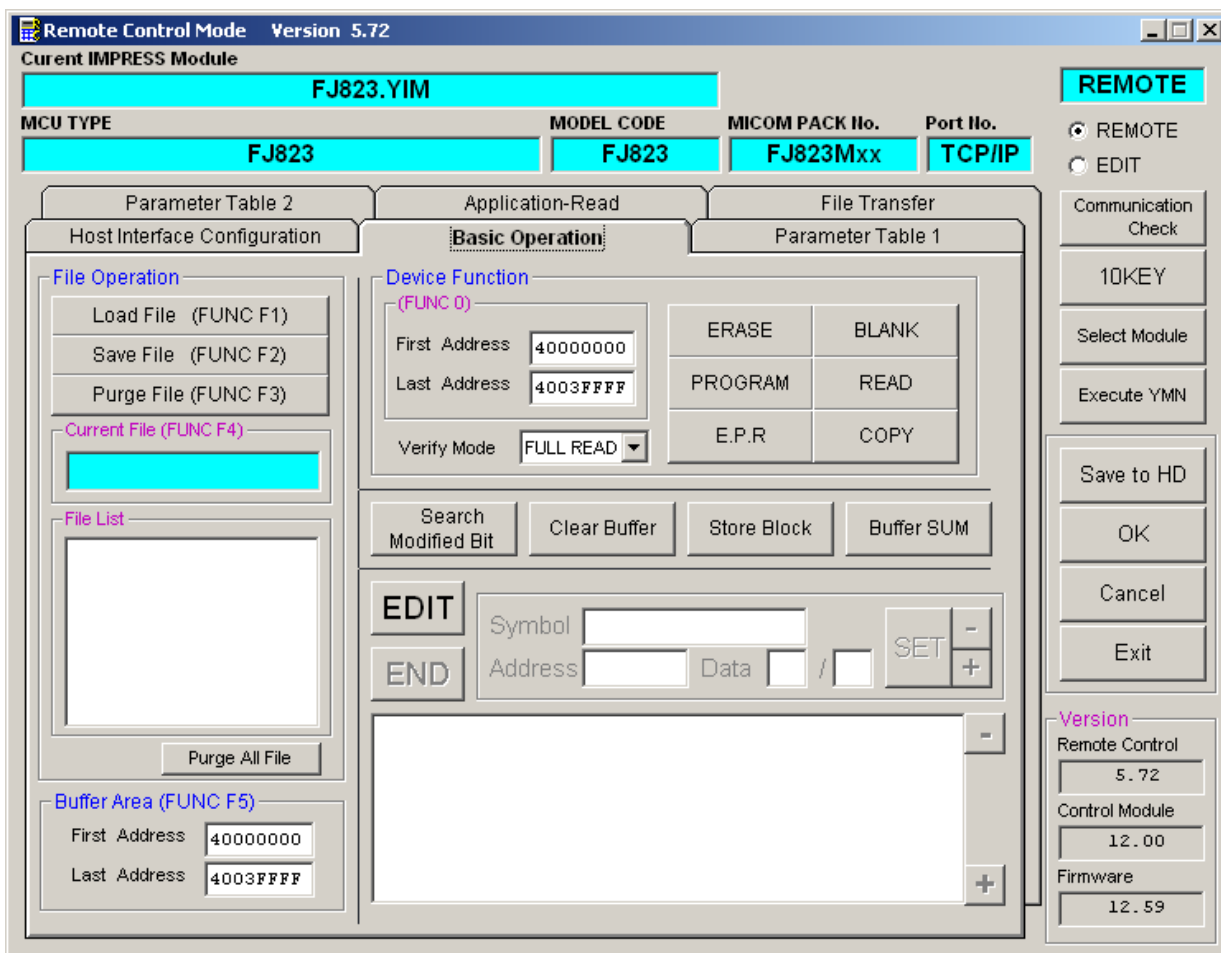 Remote Control Mode Version 5.72
Curent IMPRESS Module
FJ823.YIM
REMOTE
MCU TYPE
MODEL CODE
MICOM PACK No.
Port No.
FJ823
FJ823
FJ823Mxx
TCP/IP
REMOTE
EDIT
Parameter Table 2
Application-Read
File Transfer
Host Interface Configuration
Basic Operation
Parameter Table 1
File Operation
Load File (FUNC F1)
Save File (FUNC F2)
Purge File (FUNC F3)
Current File (FUNC F4)
File List
Purge All File
Buffer Area (FUNC F5)
First Address
40000000
Last Address
4003FFFF
Device Function
(FUNC 0)
First Address
40000000
Last Address
4003FFFF
Verify Mode
FULL READ
ERASE
BLANK
PROGRAM
READ
E.P.R
COPY
Search
Modified Bit
Clear Buffer
Store Block
Buffer SUM
EDIT
END
Symbol
Address
Data
/
SET
-
+
-
+
Communication
Check
10KEY
Select Module
Execute YMN
Save to HD
OK
Cancel
Exit
Version
Remote Control
5.72
Control Module
12.00
Firmware
12.59